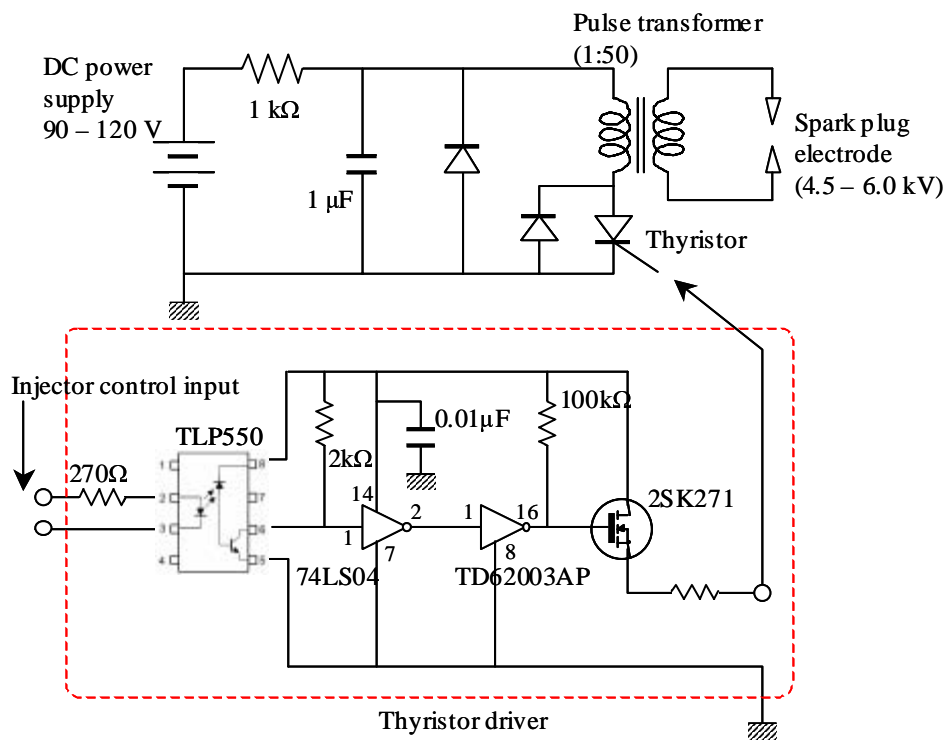 Pulse transformer
(1:50)
DC power
supply
90 – 120 V
1 kΩ
1 μF
Spark plug
electrode
(4.5 – 6.0 kV)
Thyristor
Injector control input
TLP550
270Ω
1
2
3
4
8
7
6
5
2kΩ
0.01μF
100kΩ
14
1
2
7
74LS04
1
16
8
TD62003AP
2SK271
Thyristor driver